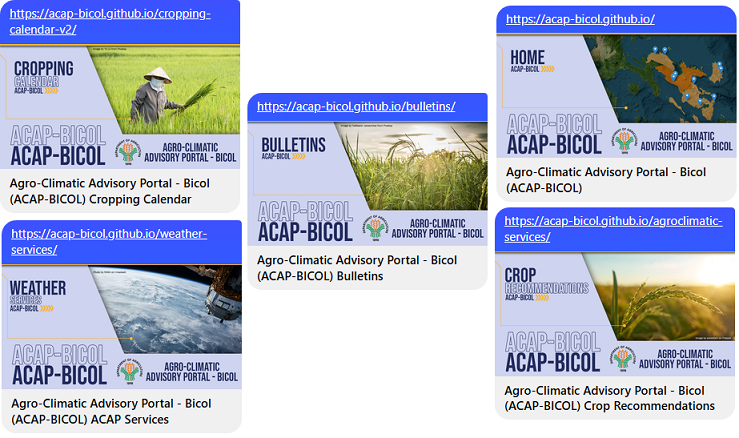 https://acap-bicol.github.io/cropping-
calendar-v2/
CROPPING
CALENDAR
ACAP-BICOL
ACAP-BICOL
ACAP-BICOL
AGRO-CLIMATIC
ADVISORY PORTAL - BICOL
Agro-Climatic Advisory Portal - Bicol
(ACAP-BICOL) Cropping Calendar
https://acap-bicol.github.io/weather-
services/
WEATHER
SERVICES
ACAP-BICOL
ACAP-BICOL
ACAP-BICOL
AGRO-CLIMATIC
ADVISORY PORTAL - BICOL
Agro-Climatic Advisory Portal - Bicol
(ACAP-BICOL) ACAP Services
https://acap-bicol.github.io/bulletins/
BULLETINS
ACAP-BICOL
ACAP-BICOL
ACAP-BICOL
AGRO-CLIMATIC
ADVISORY PORTAL - BICOL
Agro-Climatic Advisory Portal - Bicol
(ACAP-BICOL) Bulletins
https://acap-bicol.github.io/
HOME
ACAP-BICOL
ACAP-BICOL
ACAP-BICOL
AGRO-CLIMATIC
ADVISORY PORTAL - BICOL
Agro-Climatic Advisory Portal - Bicol
(ACAP-BICOL)
https://acap-bicol.github.io/agroclimatic-
services/
CROP
RECOMMENDATIONS
ACAP-BICOL
ACAP-BICOL
ACAP-BICOL
AGRO-CLIMATIC
ADVISORY PORTAL - BICOL
Agro-Climatic Advisory Portal - Bicol
(ACAP-BICOL) Crop Recommendations